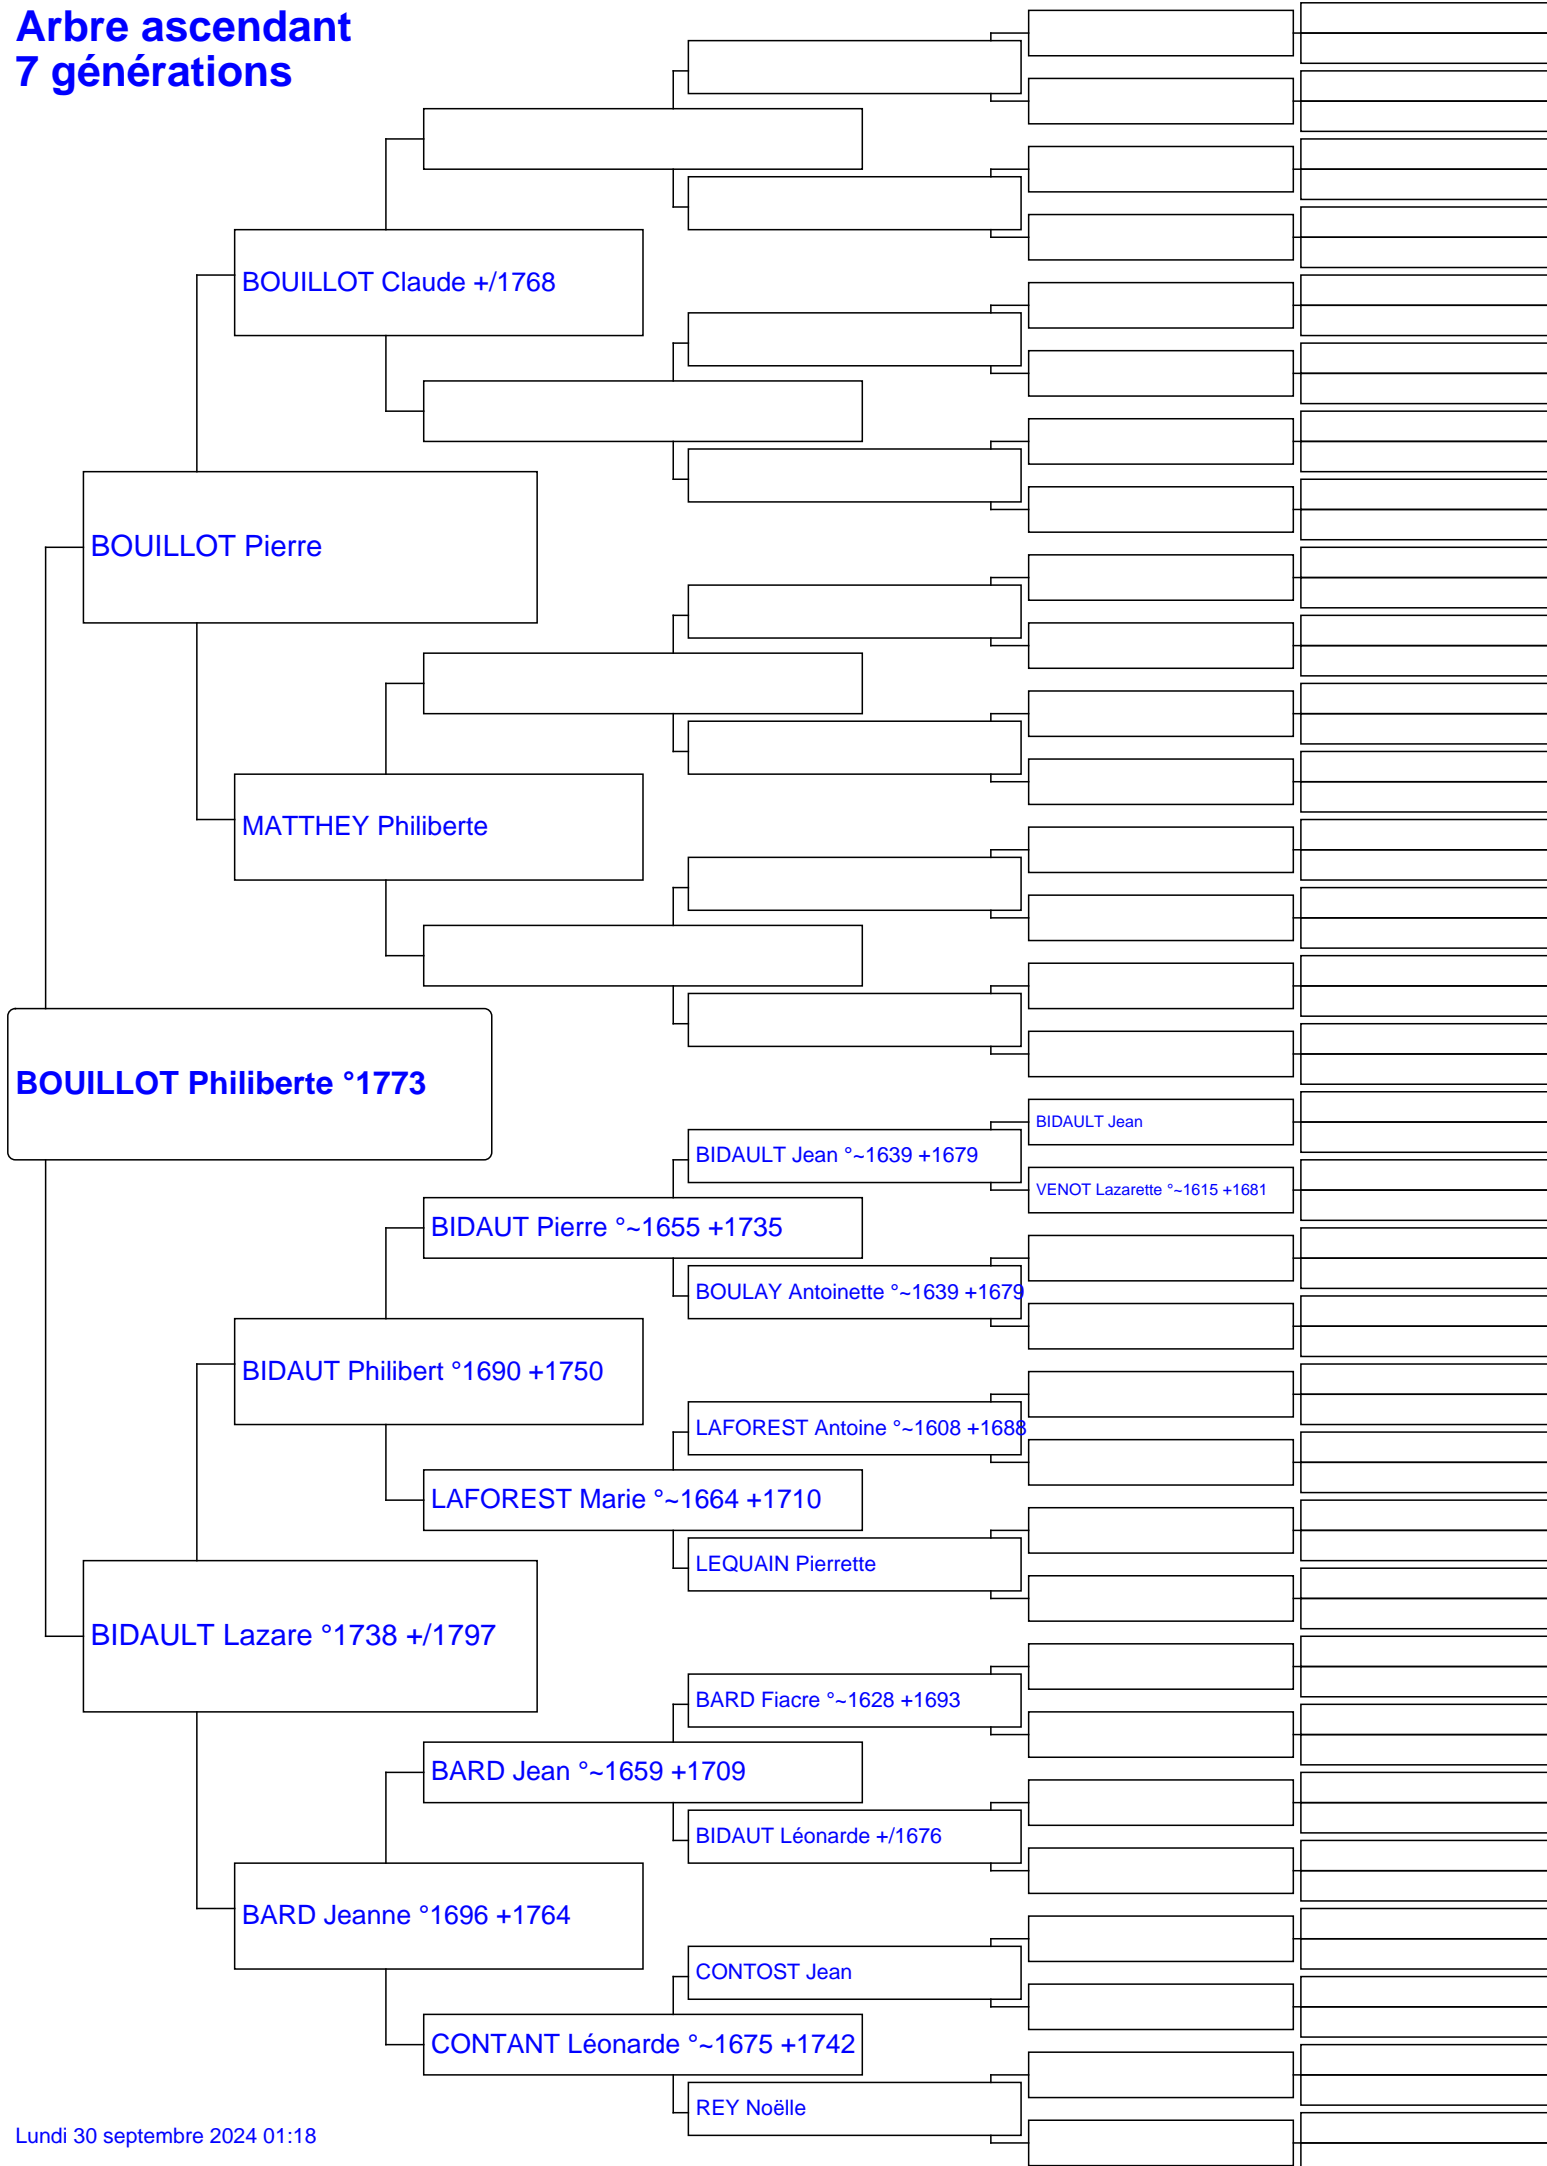 Arbre ascendant
7 générations
BOUILLOT Claude +/1768
BOUILLOT Pierre
MATTHEY Philiberte
BOUILLOT Philiberte °1773
BIDAULT Jean
BIDAULT Jean °~1639 +1679
VENOT Lazarette °~1615 +1681
BIDAUT Pierre °~1655 +1735
BOULAY Antoinette °~1639 +1679
BIDAUT Philibert °1690 +1750
LAFOREST Antoine °~1608 +1688
LAFOREST Marie °~1664 +1710
LEQUAIN Pierrette
BIDAULT Lazare °1738 +/1797
BARD Fiacre °~1628 +1693
BARD Jean °~1659 +1709
BIDAUT Léonarde +/1676
BARD Jeanne °1696 +1764
CONTOST Jean
CONTANT Léonarde °~1675 +1742
REY Noëlle
Lundi 30 septembre 2024 01:18